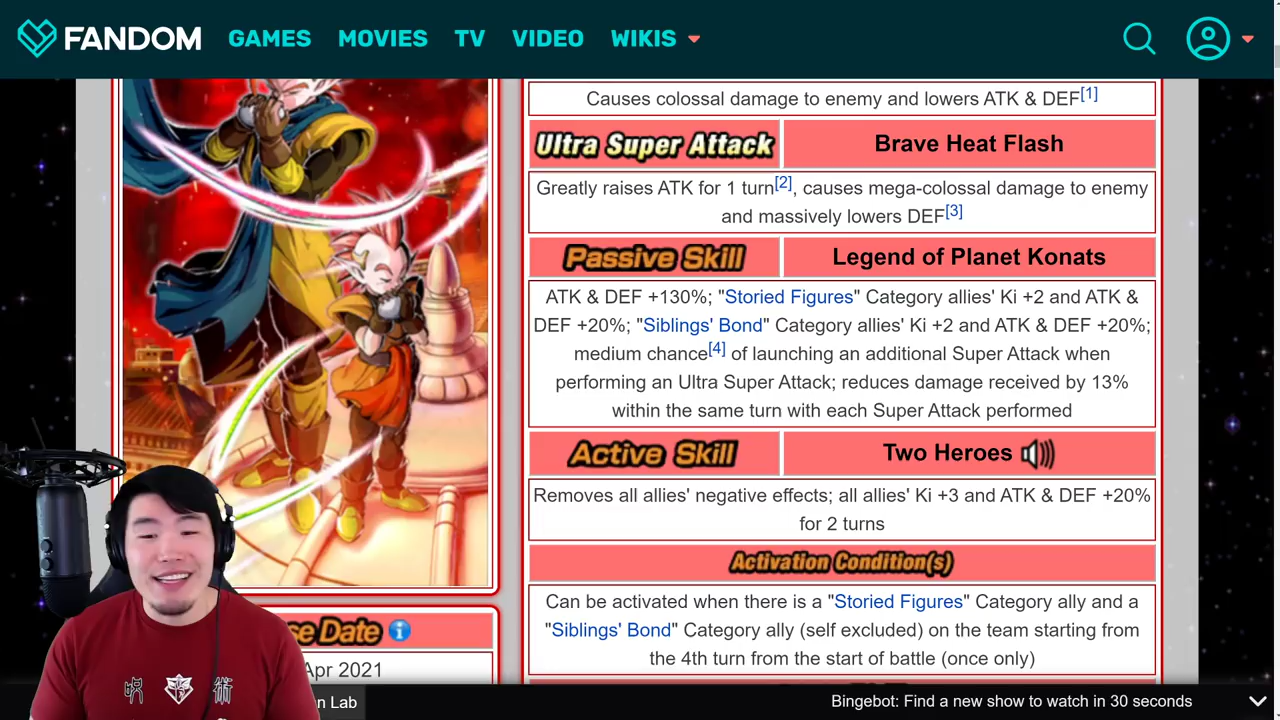 FANDOM GAMES MOVIES TV VIDEO WIKIS
Causes colossal damage to enemy and lowers ATK & DEF[1]
Ultra Super Attack Brave Heat Flash
Greatly raises ATK for 1 turn[2], causes mega-colossal damage to enemy
and massively lowers DEF[3]
Passive Skill Legend of Planet Konats
ATK & DEF +130%; "Storied Figures" Category allies' Ki +2 and ATK &
DEF +20%; "Siblings' Bond" Category allies' Ki +2 and ATK & DEF +20%;
medium chance[4] of launching an additional Super Attack when
performing an Ultra Super Attack; reduces damage received by 13%
within the same turn with each Super Attack performed
Active Skill Two Heroes
Removes all allies' negative effects; all allies' Ki +3 and ATK & DEF +20%
for 2 turns
Activation Condition(s)
Can be activated when there is a "Storied Figures" Category ally and a
"Siblings' Bond" Category ally (self excluded) on the team starting from
the 4th turn from the start of battle (once only)
se Date i
Apr 2021
n Lab
Bingebot: Find a new show to watch in 30 seconds
呪 術